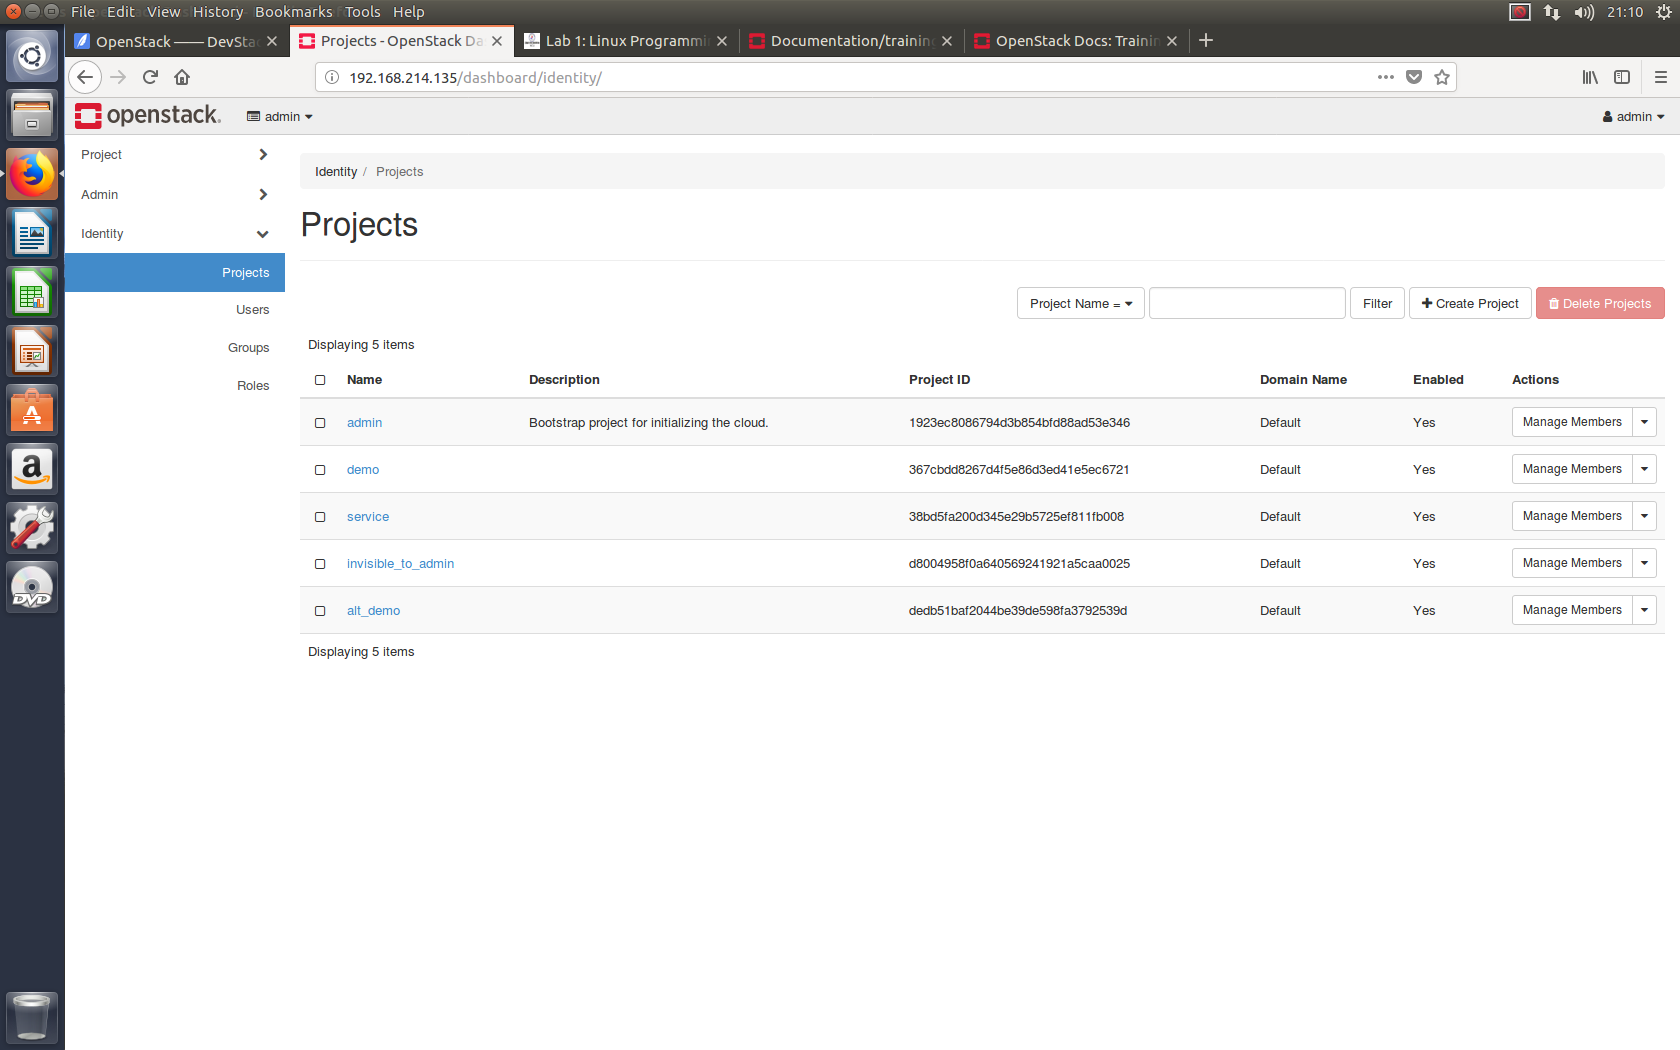 File Edit View History Bookmarks Tools Help
21:10
OpenStack —— DevStac
Projects - OpenStack Da
Lab 1: Linux Programmi
Documentation/training
OpenStack Docs: Trainin
192.168.214.135/dashboard/identity/
openstack.
admin
admin
Project
Admin
Identity
Projects
Users
Groups
Roles
Identity / Projects
Projects
Project Name =
Filter
Create Project
Delete Projects
Displaying 5 items
Name Description Project ID Domain Name Enabled Actions
admin Bootstrap project for initializing the cloud. 1923ec8086794d3b854bfd88ad53e346 Default Yes Manage Members
demo 367cbdd8267d4f5e86d3ed41e5ec6721 Default Yes Manage Members
service 38bd5fa200d345e29b5725ef811fb008 Default Yes Manage Members
invisible_to_admin d8004958f0a640569241921a5caa0025 Default Yes Manage Members
alt_demo dedb51baf2044be39de598fa3792539d Default Yes Manage Members
Displaying 5 items
DVD